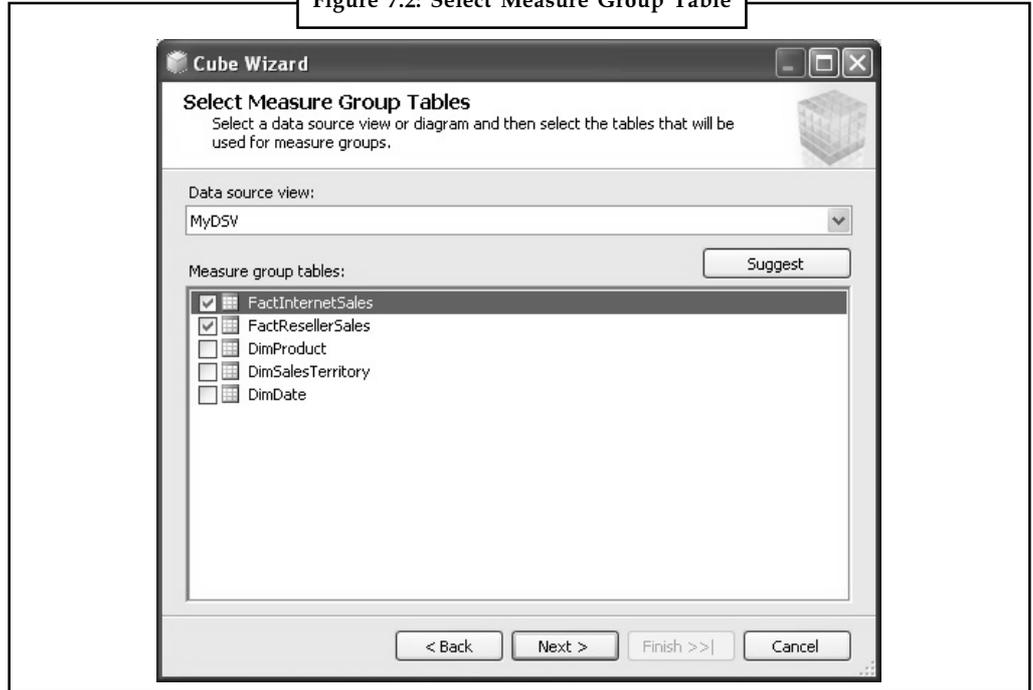 Figure 7.2: Select Measure Group Table
Cube Wizard
Select Measure Group Tables
Select a data source view or diagram and then select the tables that will be
used for measure groups.
Data source view:
MyDSV
Suggest
Measure group tables:
FactInternetSales
FactResellerSales
DimProduct
DimSalesTerritory
DimDate
< Back
Next >
Finish >>|
Cancel